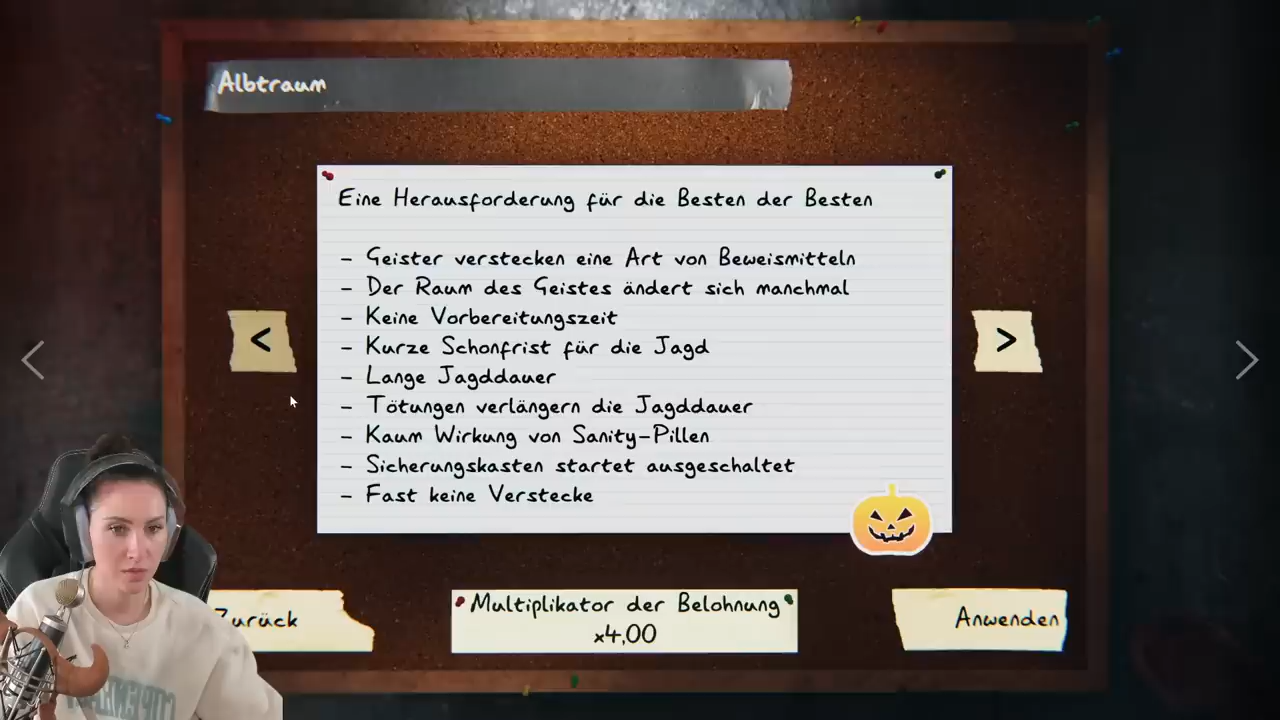 Albtraum
Eine Herausforderung für die Besten der Besten
- Geister verstecken eine Art von Beweismitteln
- Der Raum des Geistes ändert sich manchmal
- Keine Vorbereitungszeit
- Kurze Schonfrist für die Jagd
- Lange Jagddauer
- Tötungen verlängern die Jagddauer
- Kaum Wirkung von Sanity-Pillen
- Sicherungskasten startet ausgeschaltet
- Fast keine Verstecke
<
>
Zurück
Multiplikator der Belohnung
x4,00
Anwenden